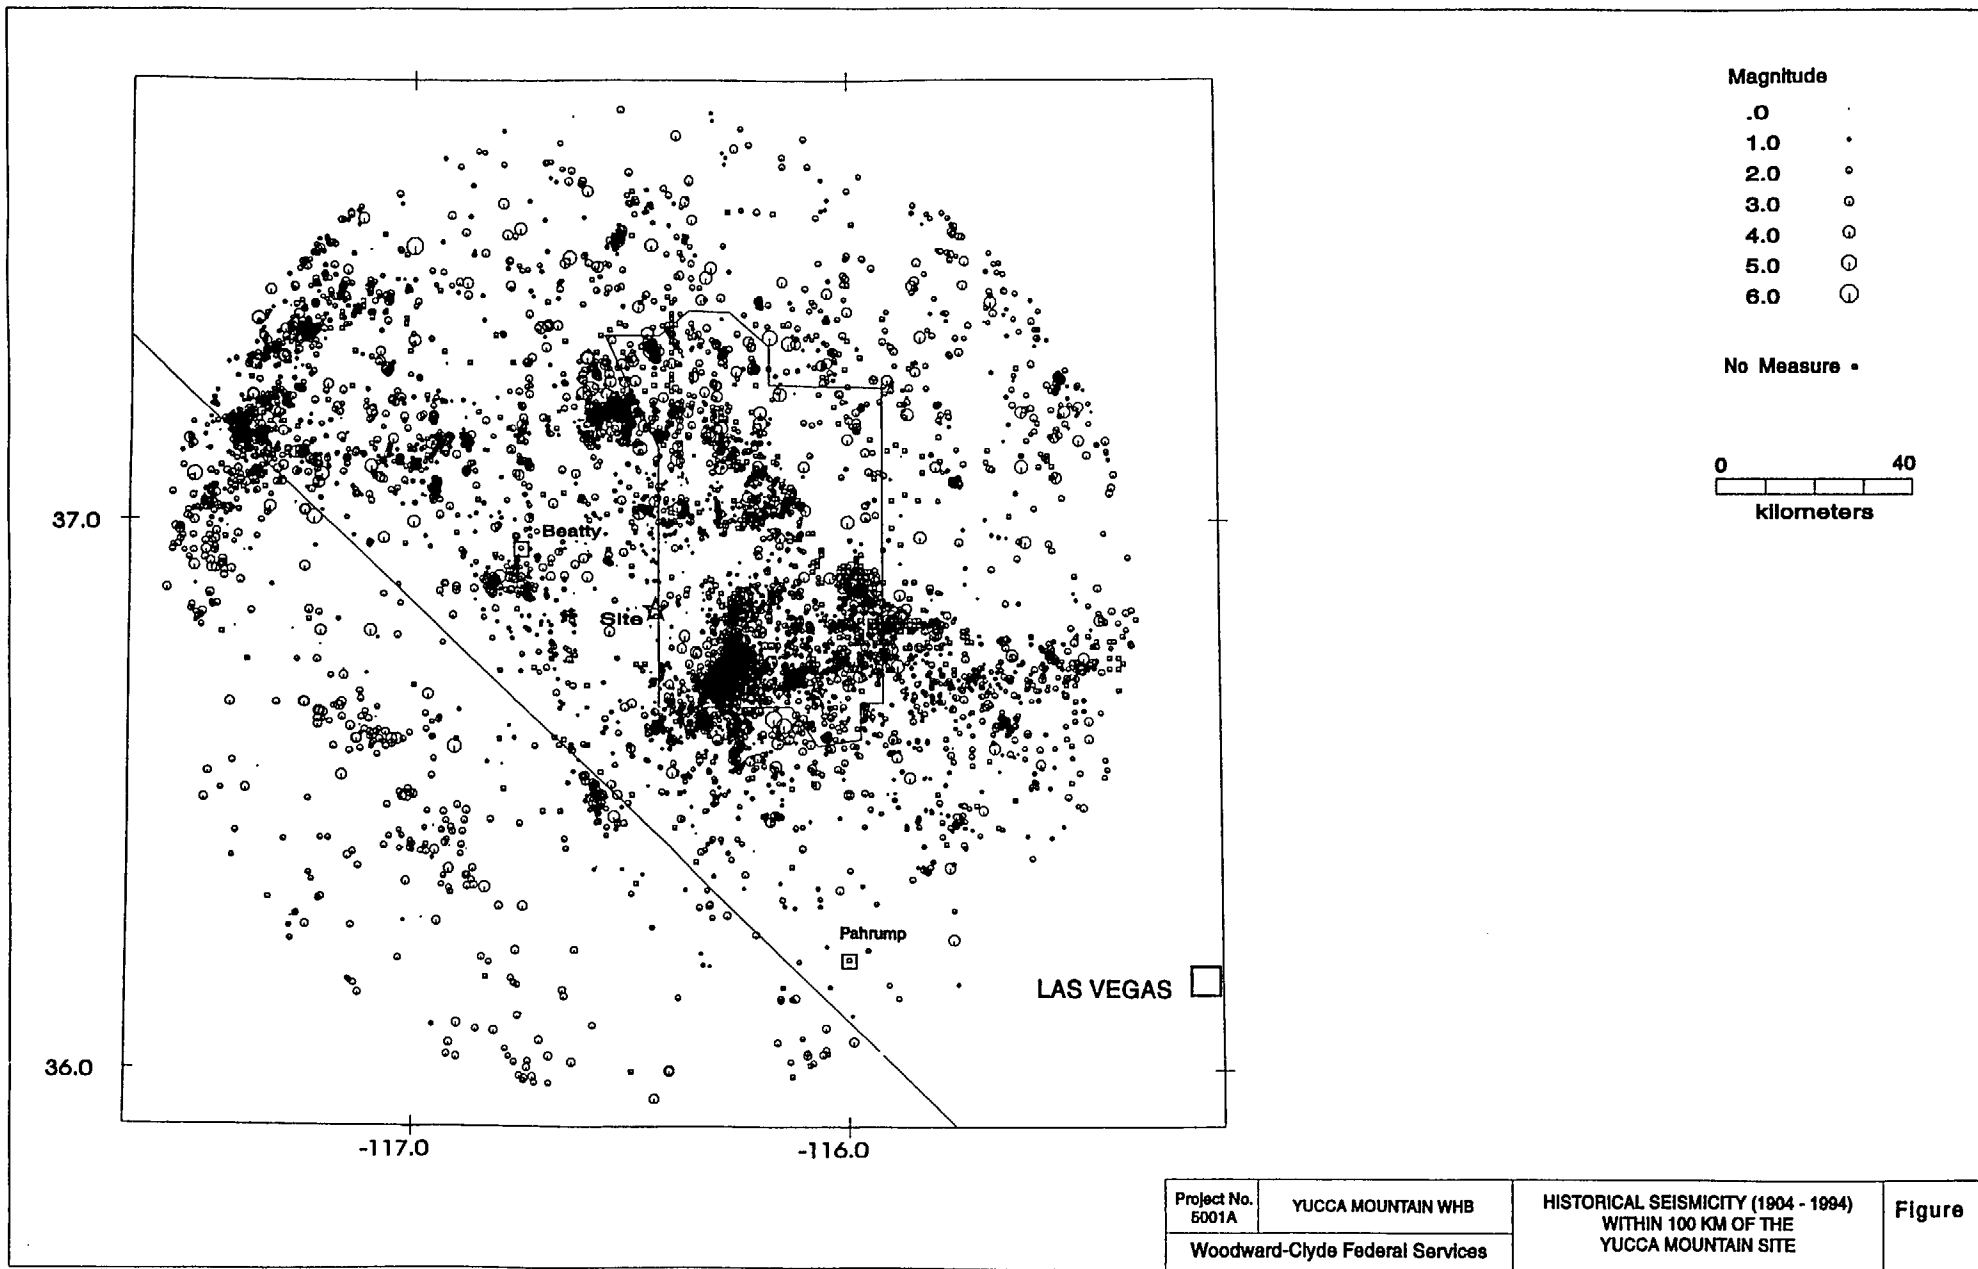 Magnitude
.0
1.0
2.0
3.0
4.0
5.0
6.0
No Measure
0 40
kilometers
37.0
Beatty
Site
Pahrump
LAS VEGAS
36.0
-117.0
-116.0
Project No.
5001A
YUCCA MOUNTAIN WHB
Woodward-Clyde Federal Services
HISTORICAL SEISMICITY (1904 - 1994)
WITHIN 100 KM OF THE
YUCCA MOUNTAIN SITE
Figure